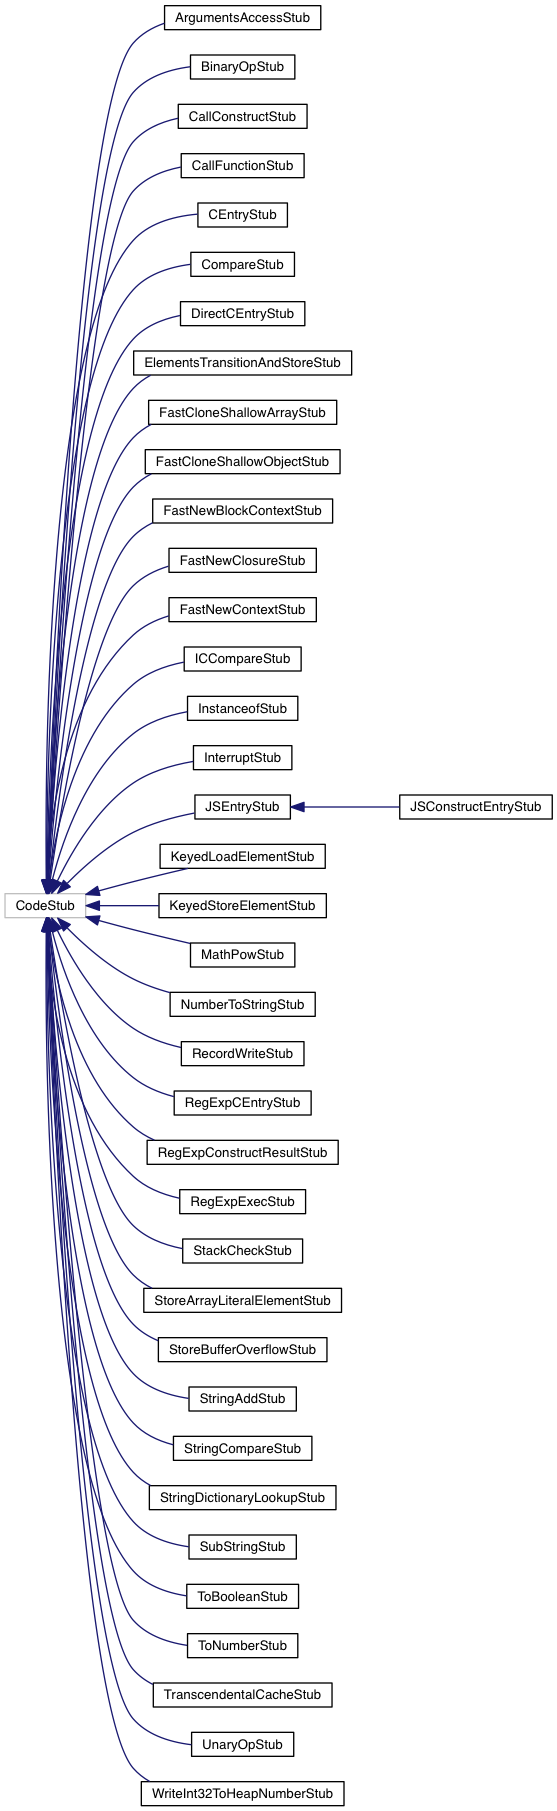 ArgumentsAccessStub
BinaryOpStub
CallConstructStub
CallFunctionStub
CEntryStub
CompareStub
DirectCEntryStub
ElementsTransitionAndStoreStub
FastCloneShallowArrayStub
FastCloneShallowObjectStub
FastNewBlockContextStub
FastNewClosureStub
FastNewContextStub
ICCompareStub
InstanceofStub
InterruptStub
JSEntryStub
JSConstructEntryStub
KeyedLoadElementStub
CodeStub
KeyedStoreElementStub
MathPowStub
NumberToStringStub
RecordWriteStub
RegExpCEntryStub
RegExpConstructResultStub
RegExpExecStub
StackCheckStub
StoreArrayLiteralElementStub
StoreBufferOverflowStub
StringAddStub
StringCompareStub
StringDictionaryLookupStub
SubStringStub
ToBooleanStub
ToNumberStub
TranscendentalCacheStub
UnaryOpStub
WriteInt32ToHeapNumberStub